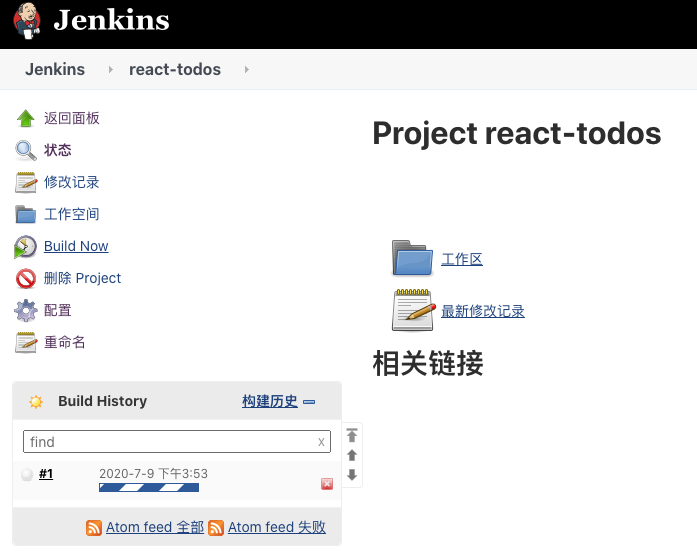 Jenkins
Jenkins react-todos
返回面板
状态
修改记录
工作空间
Build Now
删除 Project
配置
重命名
Build History 构建历史
find x
#1 2020-7-9 下午3:53
Atom feed 全部 Atom feed 失败
Project react-todos
工作区
最新修改记录
相关链接